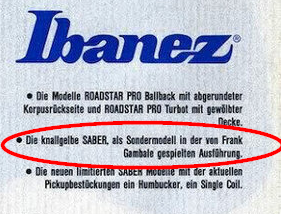 Ibanez®
• Die Modelle ROADSTAR PRO Ballback mit abgerundeter
Korpusrückseite und ROADSTAR PRO Turbot mit gewölbter
Decke.
• Die knallgelbe SABER, als Sondermodell in der von Frank
Gambale gespielten Ausführung.
• Die neuen limitierten SABER Modelle mit der aktuellen
Pickupbestückungen ein Humbucker, ein Single Coil.